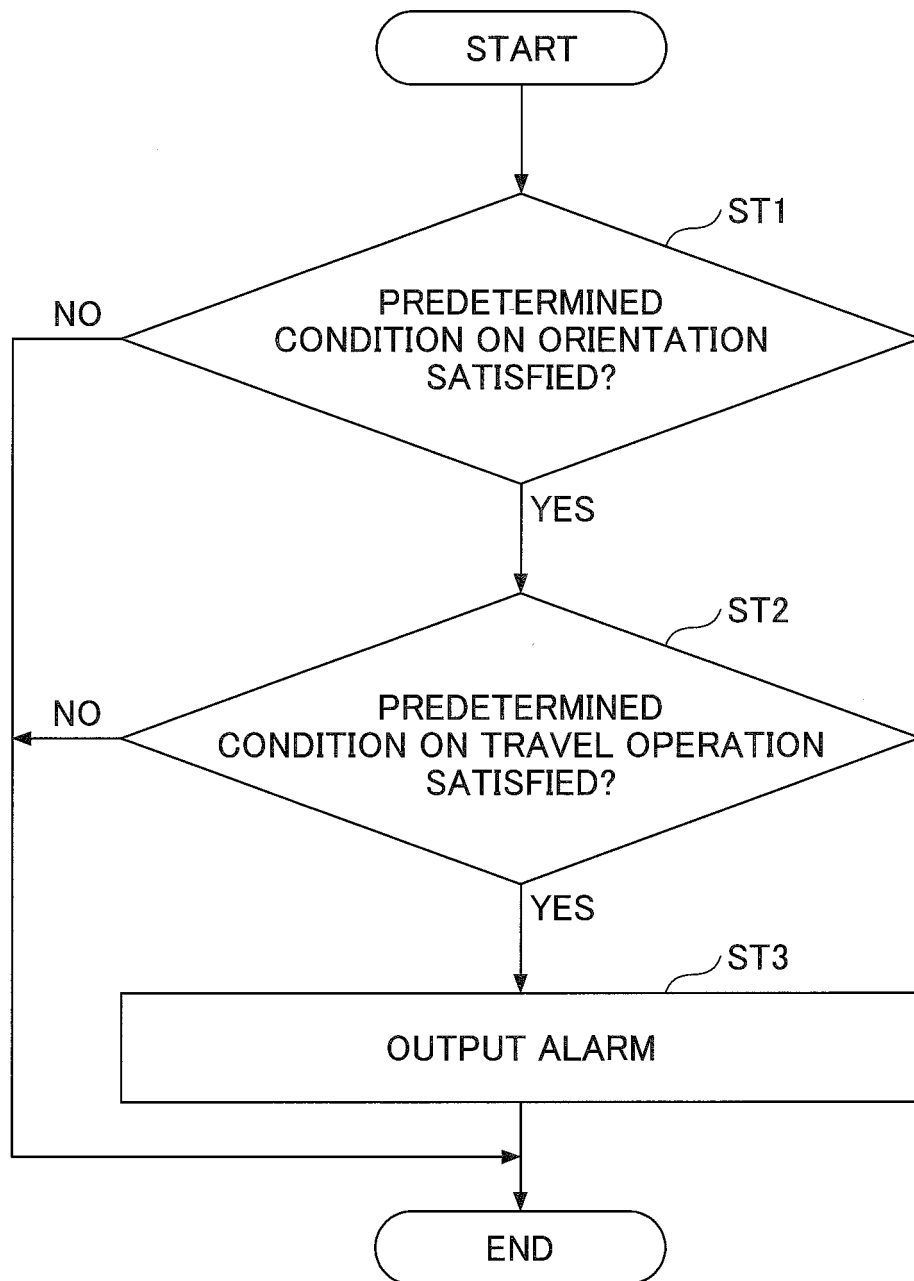 START
ST1
PREDETERMINED
CONDITION ON ORIENTATION
SATISFIED?
NO
YES
ST2
PREDETERMINED
CONDITION ON TRAVEL OPERATION
SATISFIED?
NO
YES
ST3
OUTPUT ALARM
END